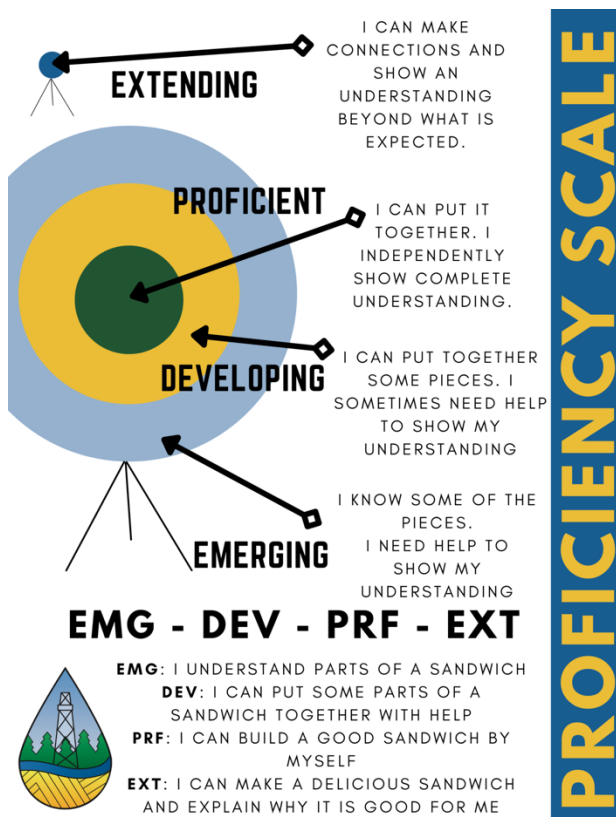 I CAN MAKE
CONNECTIONS AND
SHOW AN
UNDERSTANDING
BEYOND WHAT IS
EXPECTED.
EXTENDING
PROFICIENT
I CAN PUT IT
TOGETHER. I
INDEPENDENTLY
SHOW COMPLETE
UNDERSTANDING.
DEVELOPING
I CAN PUT TOGETHER
SOME PIECES. I
SOMETIMES NEED HELP
TO SHOW MY
UNDERSTANDING
EMERGING
I KNOW SOME OF THE
PIECES.
I NEED HELP TO
SHOW MY
UNDERSTANDING
EMG - DEV - PRF - EXT
EMG: I UNDERSTAND PARTS OF A SANDWICH
DEV: I CAN PUT SOME PARTS OF A
SANDWICH TOGETHER WITH HELP
PRF: I CAN BUILD A GOOD SANDWICH BY
MYSELF
EXT: I CAN MAKE A DELICIOUS SANDWICH
AND EXPLAIN WHY IT IS GOOD FOR ME
PROFICIENCY SCALE